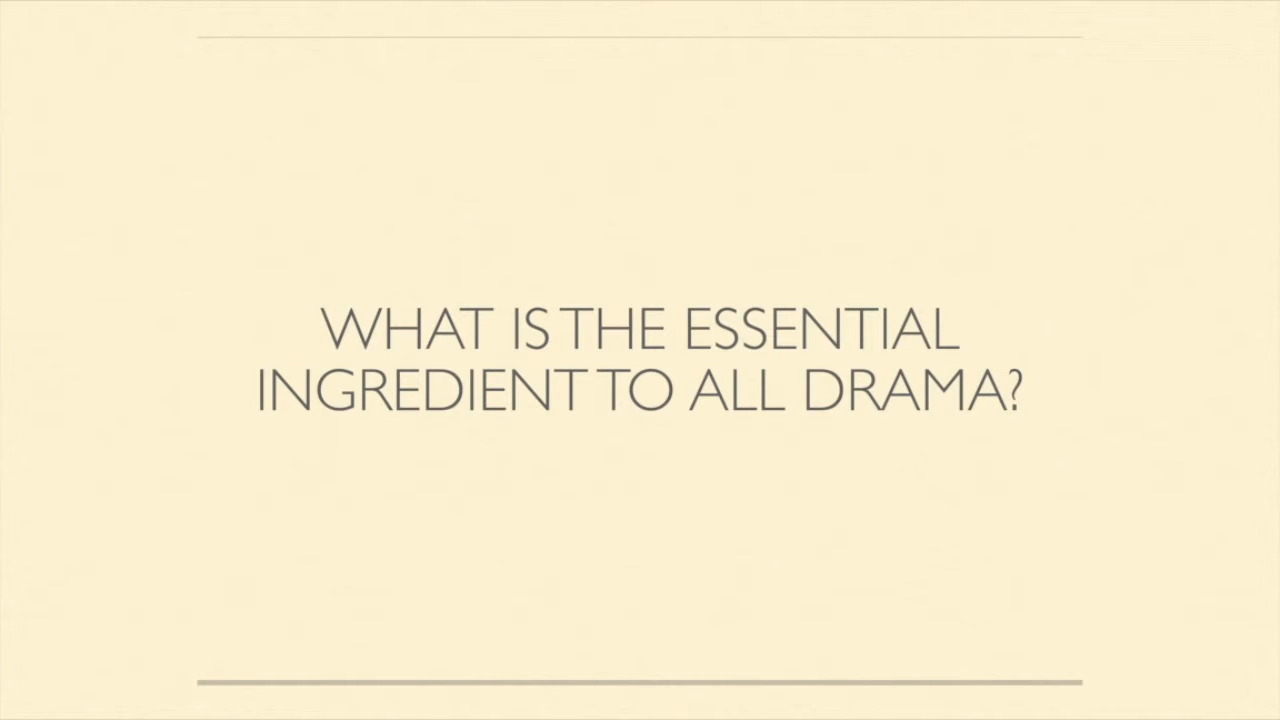 WHAT IS THE ESSENTIAL
INGREDIENT TO ALL DRAMA?